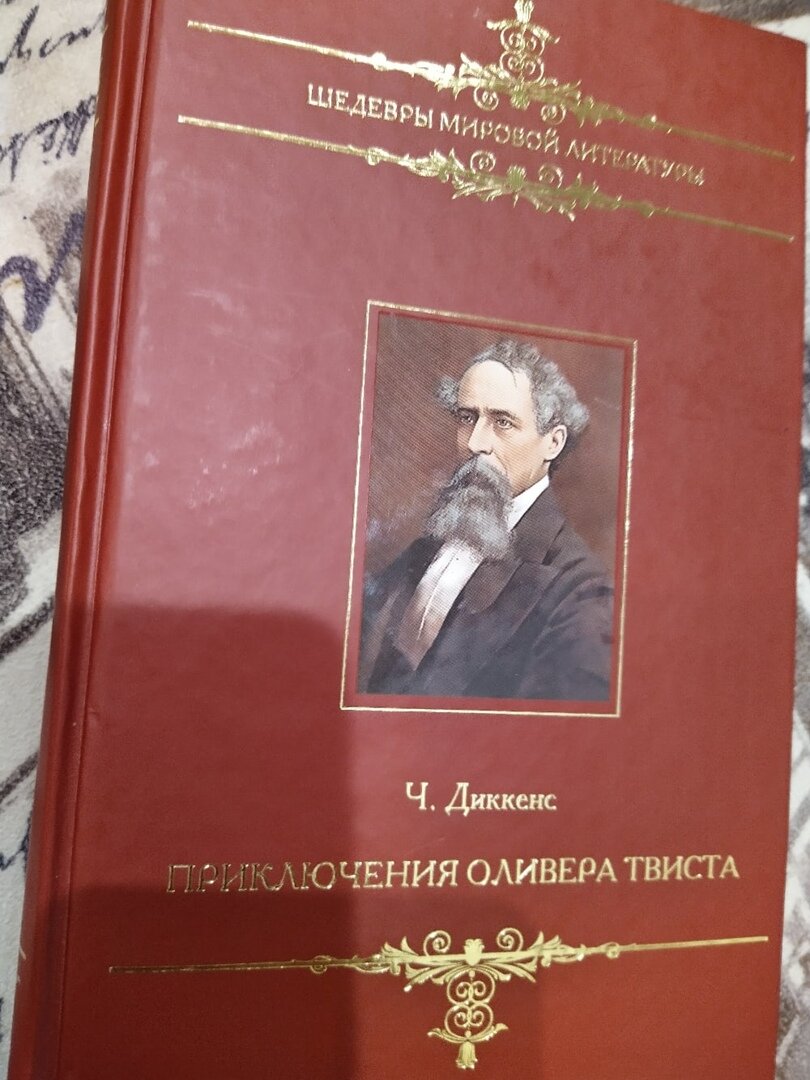 ШЕДЕВРЫ МИРОВОЙ ЛИТЕРАТУРЫ
Ч. Диккенс
ПРИКЛЮЧЕНИЯ ОЛИВЕРА ТВИСТА